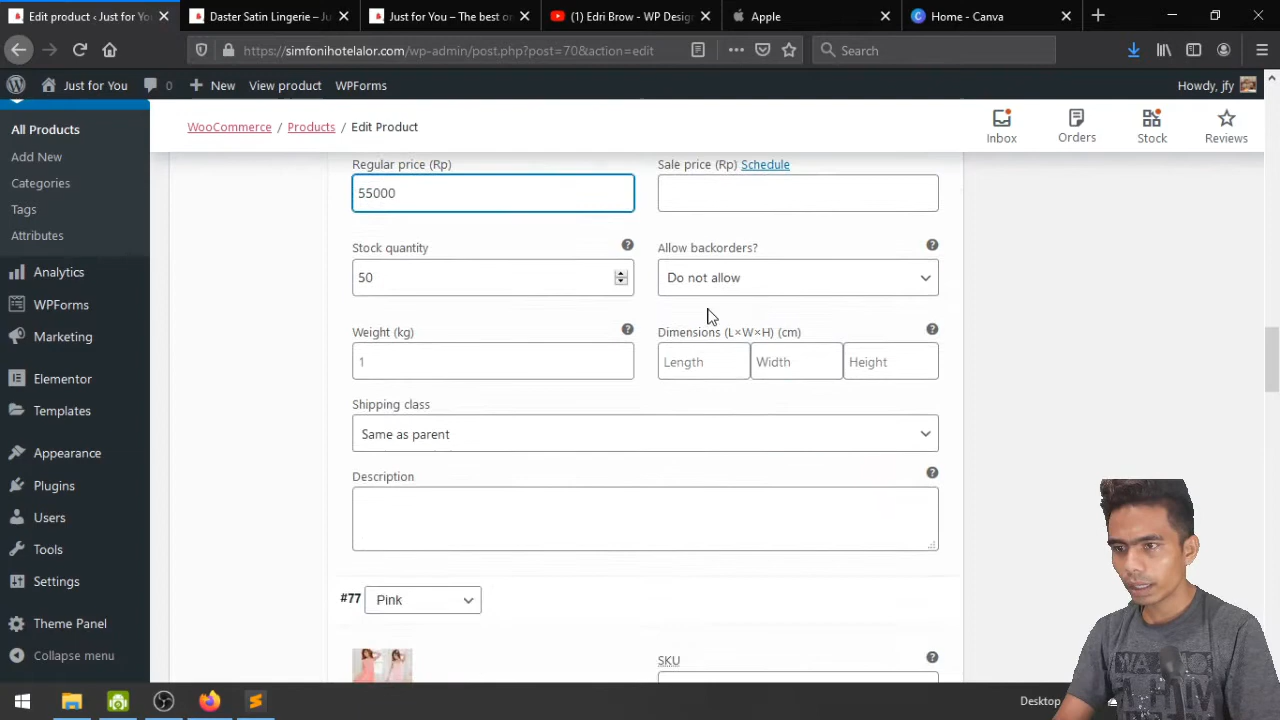 Edit product ‹ Just for You — W
Daster Satin Lingerie – Ju
Just for You – The best on
(1) Edri Brow - WP Design
Apple
Home - Canva
https://simfonihotelalor.com/wp-admin/post.php?post=70&action=edit
Search
Just for You
0
New
View product
WPForms
Howdy, jfy
All Products
Add New
Categories
Tags
Attributes
Analytics
WPForms
Marketing
Elementor
Templates
Appearance
Plugins
Users
Tools
Settings
Theme Panel
Collapse menu
WooCommerce / Products / Edit Product
Inbox
Orders
Stock
Reviews
Regular price (Rp)
Sale price (Rp) Schedule
55000
Stock quantity
Allow backorders?
50
Do not allow
Weight (kg)
Dimensions (L×W×H) (cm)
1
Length
Width
Height
Shipping class
Same as parent
Description
#77
Pink
SKU
Desktop